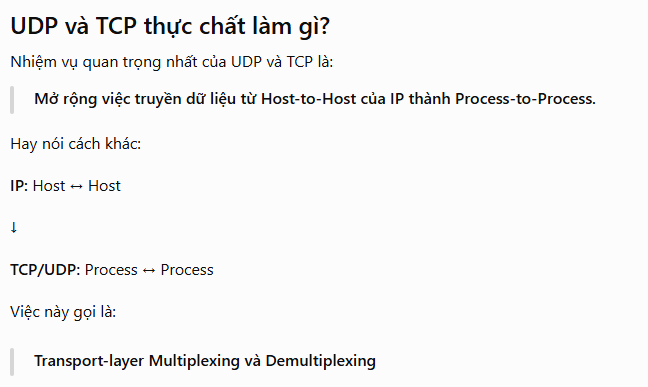 UDP và TCP thực chất làm gì?
Nhiệm vụ quan trọng nhất của UDP và TCP là:
Mở rộng việc truyền dữ liệu từ Host-to-Host của IP thành Process-to-Process.
Hay nói cách khác:
IP: Host ↔ Host
↓
TCP/UDP: Process ↔ Process
Việc này gọi là:
Transport-layer Multiplexing và Demultiplexing